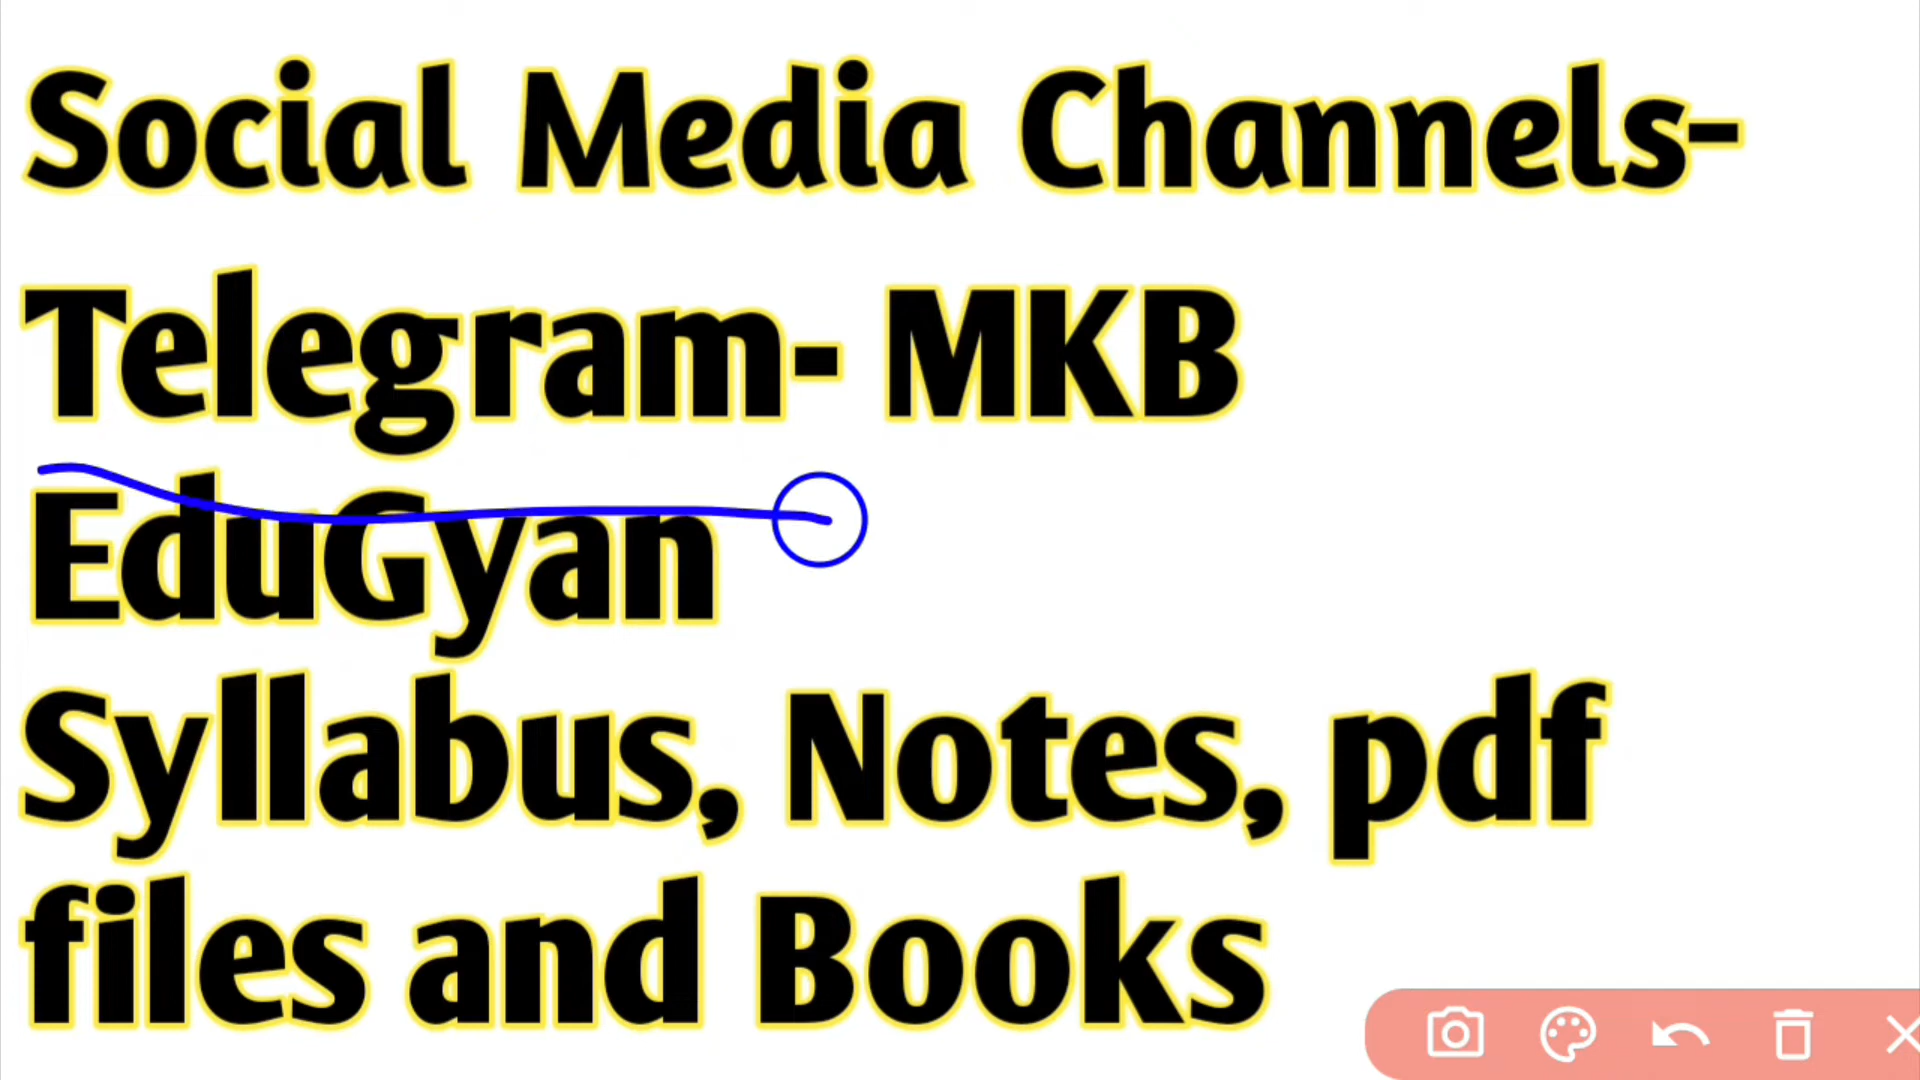 Social Media Channels-
Telegram- MKB
EduGyan
Syllabus, Notes, pdf
files and Books